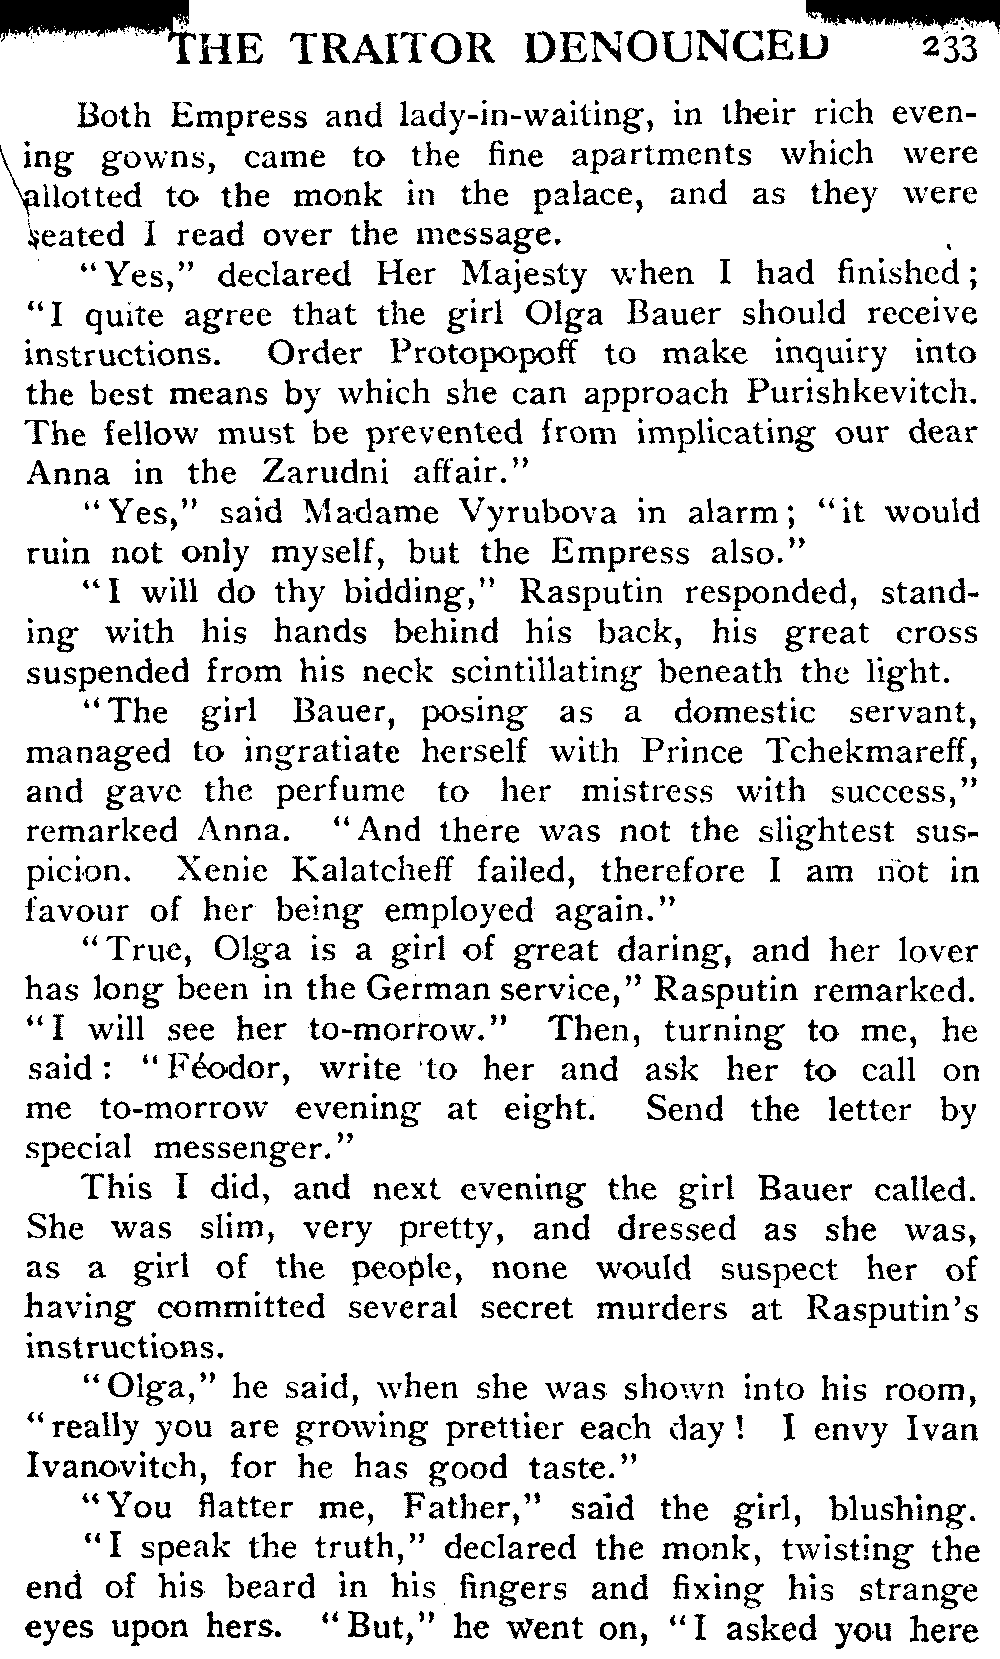 THE TRAITOR DENOUNCED 233
Both Empress and lady-in-waiting, in their rich even-
ing gowns, came to the fine apartments which were
allotted to the monk in the palace, and as they were
seated I read over the message.
"Yes," declared Her Majesty when I had finished;
"I quite agree that the girl Olga Bauer should receive
instructions. Order Protopopoff to make inquiry into
the best means by which she can approach Purishkevitch.
The fellow must be prevented from implicating our dear
Anna in the Zarudni affair."
"Yes," said Madame Vyrubova in alarm; "it would
ruin not only myself, but the Empress also."
"I will do thy bidding," Rasputin responded, stand-
ing with his hands behind his back, his great cross
suspended from his neck scintillating beneath the light.
"The girl Bauer, posing as a domestic servant,
managed to ingratiate herself with Prince Tchekmareff,
and gave the perfume to her mistress with success,"
remarked Anna. "And there was not the slightest sus-
picion. Xenie Kalatcheff failed, therefore I am not in
favour of her being employed again."
"True, Olga is a girl of great daring, and her lover
has long been in the German service," Rasputin remarked.
"I will see her to-morrow." Then, turning to me, he
said: "Féodor, write to her and ask her to call on
me to-morrow evening at eight. Send the letter by
special messenger."
This I did, and next evening the girl Bauer called.
She was slim, very pretty, and dressed as she was,
as a girl of the people, none would suspect her of
having committed several secret murders at Rasputin's
instructions.
"Olga," he said, when she was shown into his room,
"really you are growing prettier each day! I envy Ivan
Ivanovitch, for he has good taste."
"You flatter me, Father," said the girl, blushing.
"I speak the truth," declared the monk, twisting the
end of his beard in his fingers and fixing his strange
eyes upon hers. "But," he went on, "I asked you here